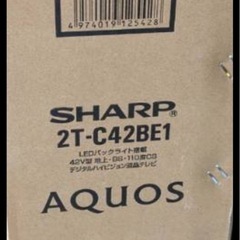 4974019125428
SHARP®
2T-C42BE1
LEDバックライト搭載
42V型 地上・BS・110度CS
デジタルハイビジョン液晶テレビ
AQUOS